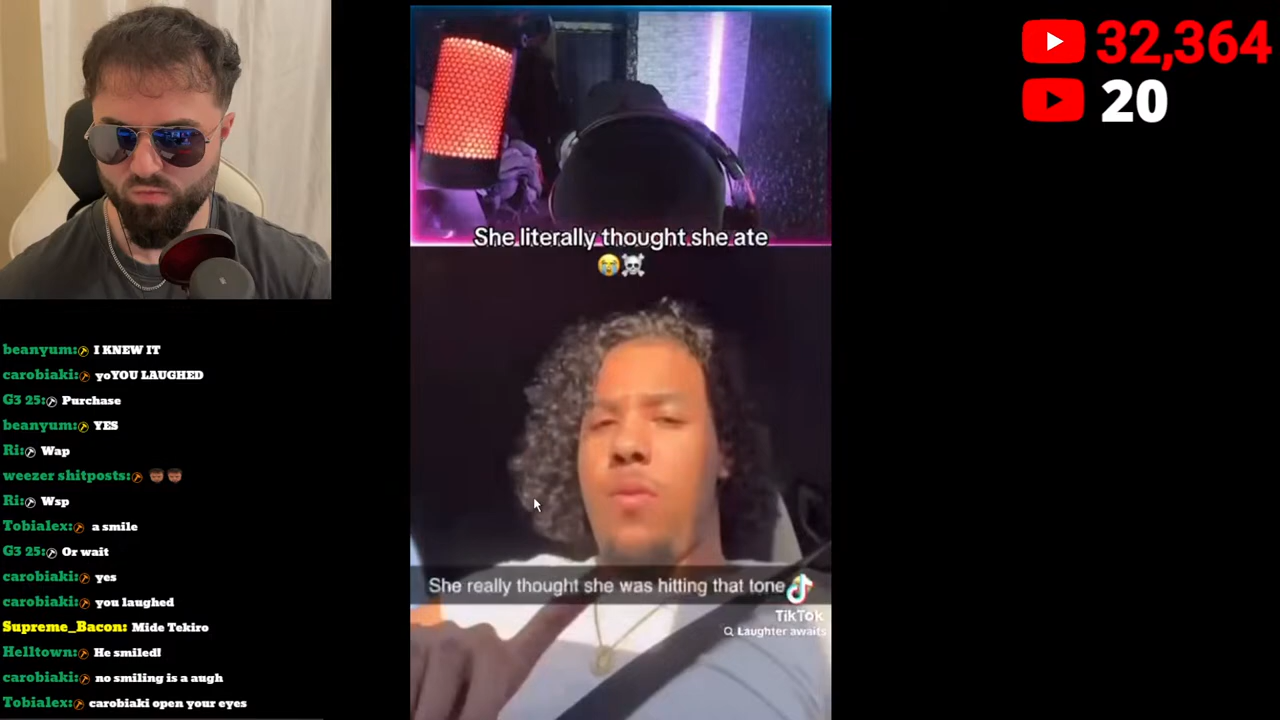 32,364
20
She literally thought she ate
😭☠️
She really thought she was hitting that tone
TikTok
Laughter awaits
beanyum: I KNEW IT
carobiaki: yoYOU LAUGHED
G3 25: Purchase
beanyum: YES
Ri: Wap
weezer shitposts:
Ri: Wsp
Tobialex: a smile
G3 25: Or wait
carobiaki: yes
carobiaki: you laughed
Supreme_Bacon: Mide Tekiro
Helltown: He smiled!
carobiaki: no smiling is a augh
Tobialex: carobiaki open your eyes